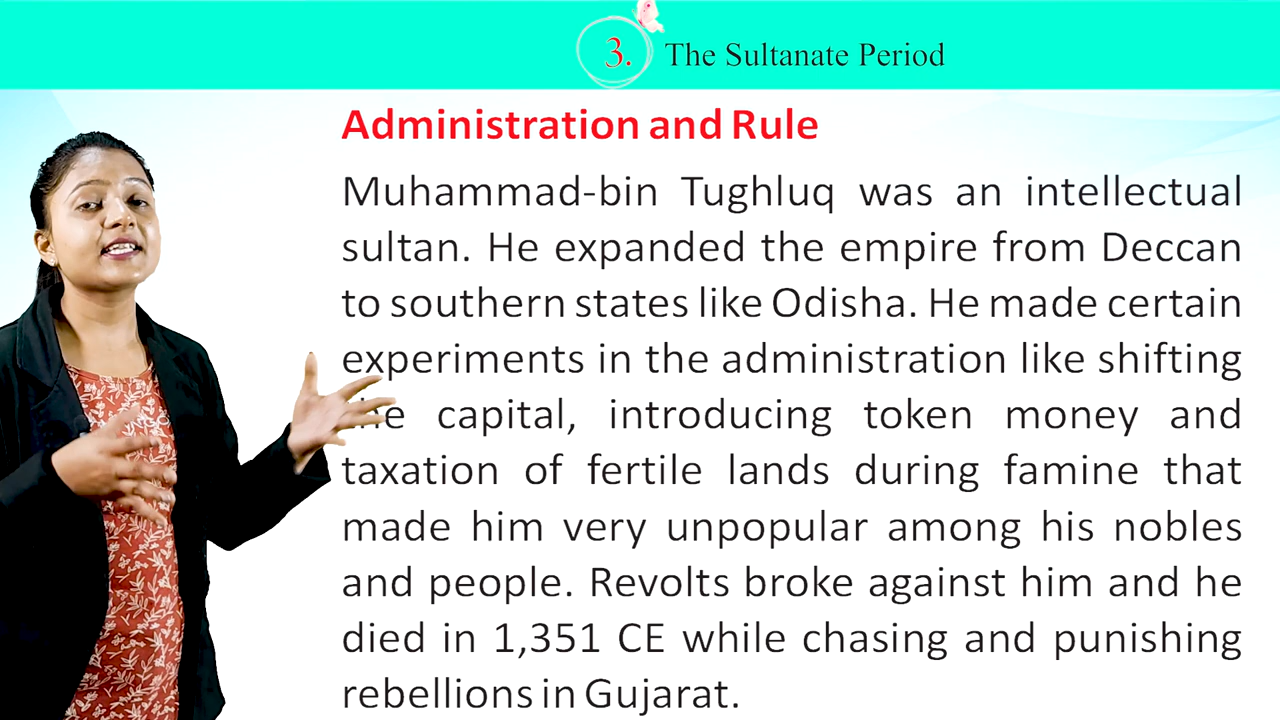 3. The Sultanate Period
Administration and Rule
Muhammad-bin Tughluq was an intellectual
sultan. He expanded the empire from Deccan
to southern states like Odisha. He made certain
experiments in the administration like shifting
the capital, introducing token money and
taxation of fertile lands during famine that
made him very unpopular among his nobles
and people. Revolts broke against him and he
died in 1,351 CE while chasing and punishing
rebellions in Gujarat.